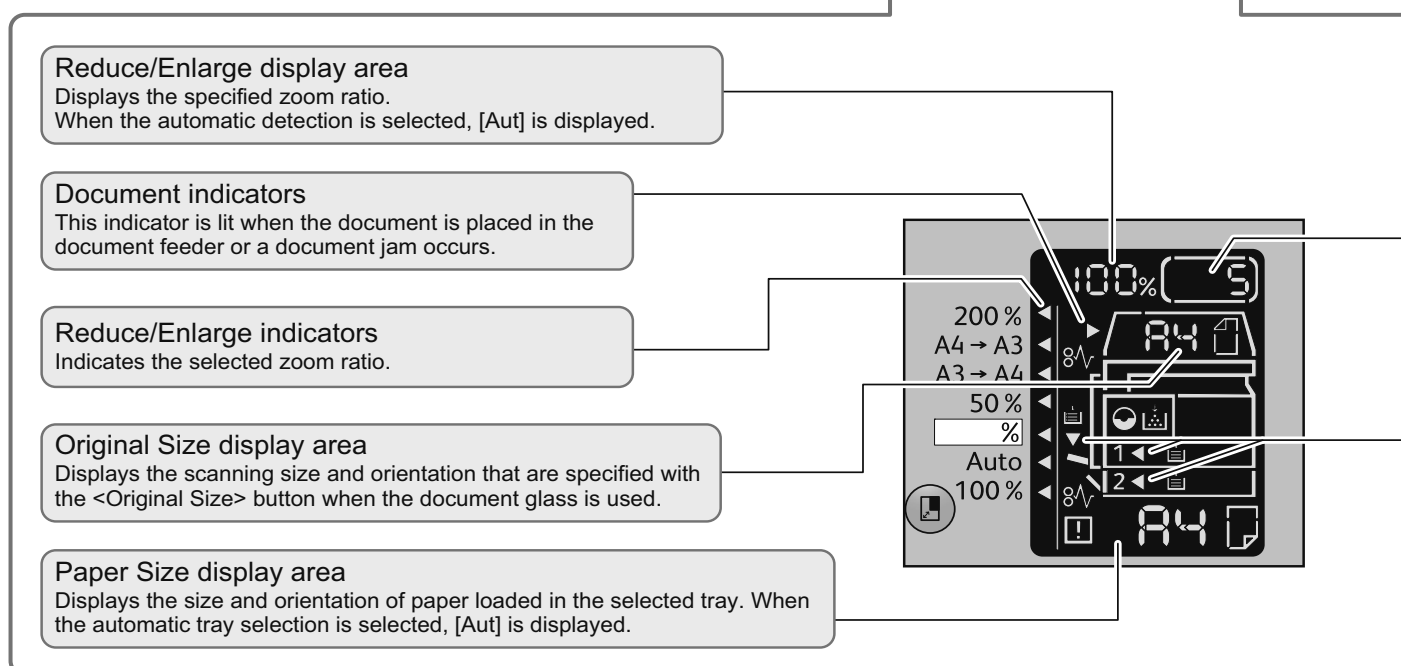 Reduce/Enlarge display area
Displays the specified zoom ratio.
When the automatic detection is selected, [Aut] is displayed.
Document indicators
This indicator is lit when the document is placed in the
document feeder or a document jam occurs.
Reduce/Enlarge indicators
Indicates the selected zoom ratio.
Original Size display area
Displays the scanning size and orientation that are specified with
the <Original Size> button when the document glass is used.
Paper Size display area
Displays the size and orientation of paper loaded in the selected tray. When
the automatic tray selection is selected, [Aut] is displayed.
100% 5
200 %
A4 → A3
A3 → A4
50 %
%
Auto
100 %
A4
1
2
A4